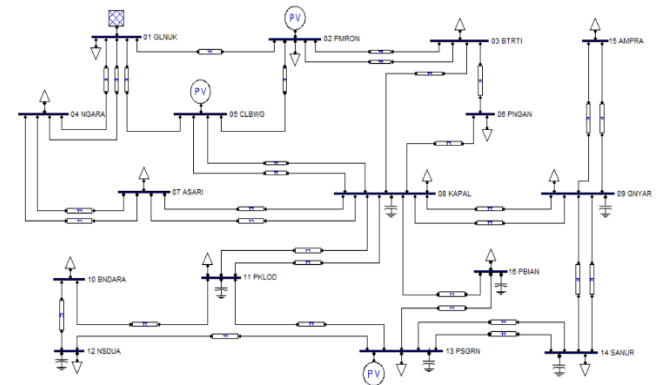 PV
01 GLNUK
02 PMRON
03 BTRTI
15 AMPRA
PV
04 NGARA
05 CLBWG
06 PNGAN
07 ASARI
08 KAPAL
09 GNYAR
10 BNDARA
11 PKLOD
16 PBIAN
12 NSDUA
13 PSGRN
14 SANUR
PV